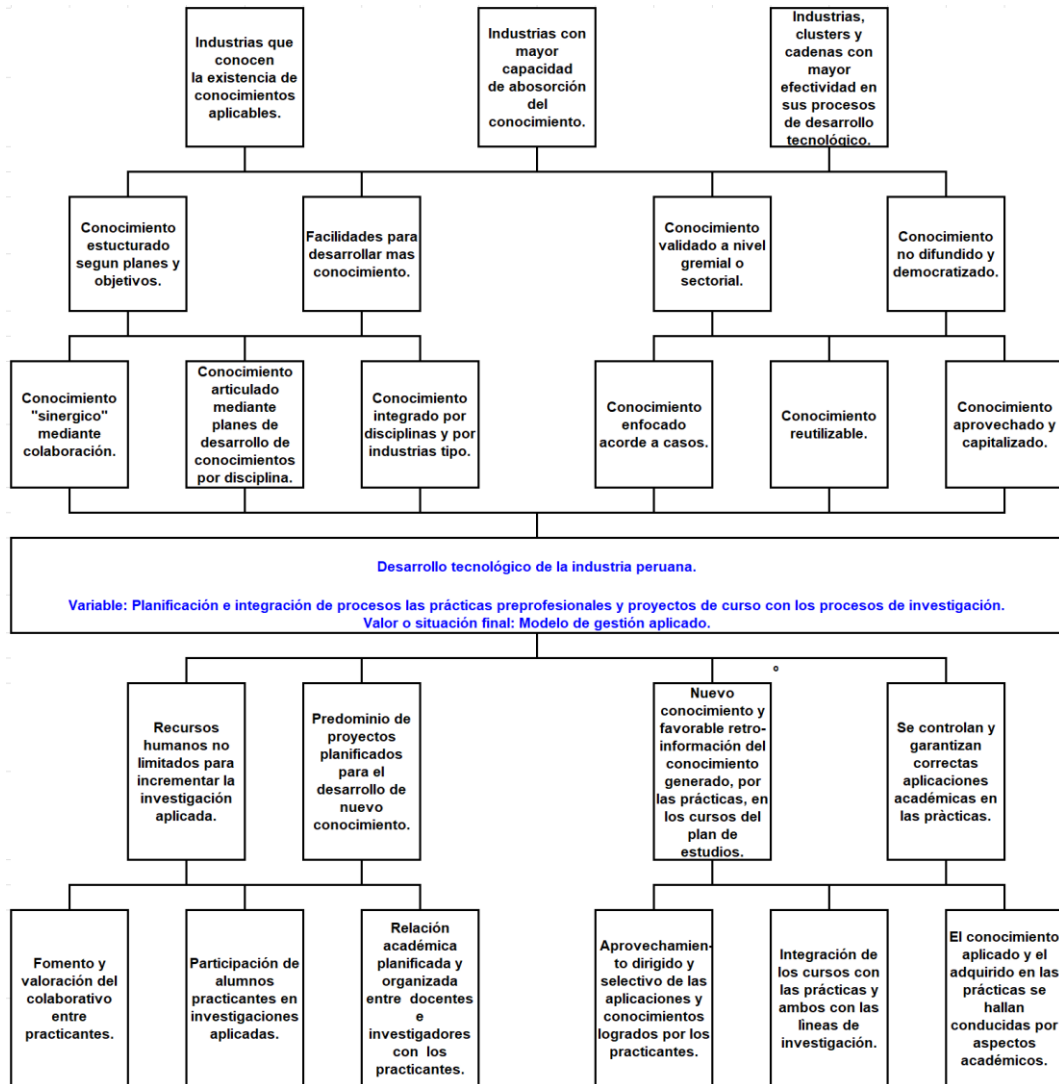 Industrias que
conocen
la existencia de
conocimientos
aplicables.
Industrias con
mayor
capacidad
de abosorción
del
conocimiento.
Industrias,
clusters y
cadenas con
mayor
efectividad en
sus procesos
de desarrollo
tecnológico.
Conocimiento
estucturado
segun planes y
objetivos.
Facilidades para
desarrollar mas
conocimiento.
Conocimiento
validado a nivel
gremial o
sectorial.
Conocimiento
no difundido y
democratizado.
Conocimiento
"sinergico"
mediante
colaboración.
Conocimiento
articulado
mediante
planes de
desarrollo de
conocimientos
por disciplina.
Conocimiento
integrado por
disciplinas y por
industrias tipo.
Conocimiento
enfocado
acorde a casos.
Conocimiento
reutilizable.
Conocimiento
aprovechado y
capitalizado.
Desarrollo tecnológico de la industria peruana.
Variable: Planificación e integración de procesos las prácticas preprofesionales y proyectos de curso con los procesos de investigación.
Valor o situación final: Modelo de gestión aplicado.
Recursos
humanos no
limitados para
incrementar la
investigación
aplicada.
Predominio de
proyectos
planificados
para el
desarrollo de
nuevo
conocimiento.
Nuevo
conocimiento y
favorable retro-
información del
conocimiento
generado, por
las prácticas, en
los cursos del
plan de
estudios.
Se controlan y
garantizan
correctas
aplicaciones
académicas en
las pràcticas.
Fomento y
valoración del
colaborativo
entre
practicantes.
Participación de
alumnos
practicantes en
investigaciones
aplicadas.
Relación
académica
planificada y
organizada
entre docentes
e
investigadores
con los
practicantes.
Aprovechamien-
to dirigido y
selectivo de las
aplicaciones y
conocimientos
logrados por los
practicantes.
Integración de
los cursos con
las prácticas y
ambos con las
lìneas de
investigación.
El conocimiento
aplicado y el
adquirido en las
prácticas se
hallan
conducidas por
aspectos
académicos.